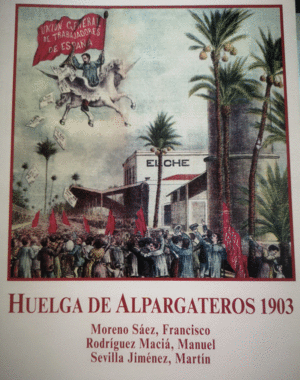 UNION GENERAL
DE TRABAJADORES
DE ESPAÑA
ELCHE
HUELGA DE ALPARGATEROS 1903
Moreno Sáez, Francisco
Rodríguez Maciá, Manuel
Sevilla Jiménez, Martín